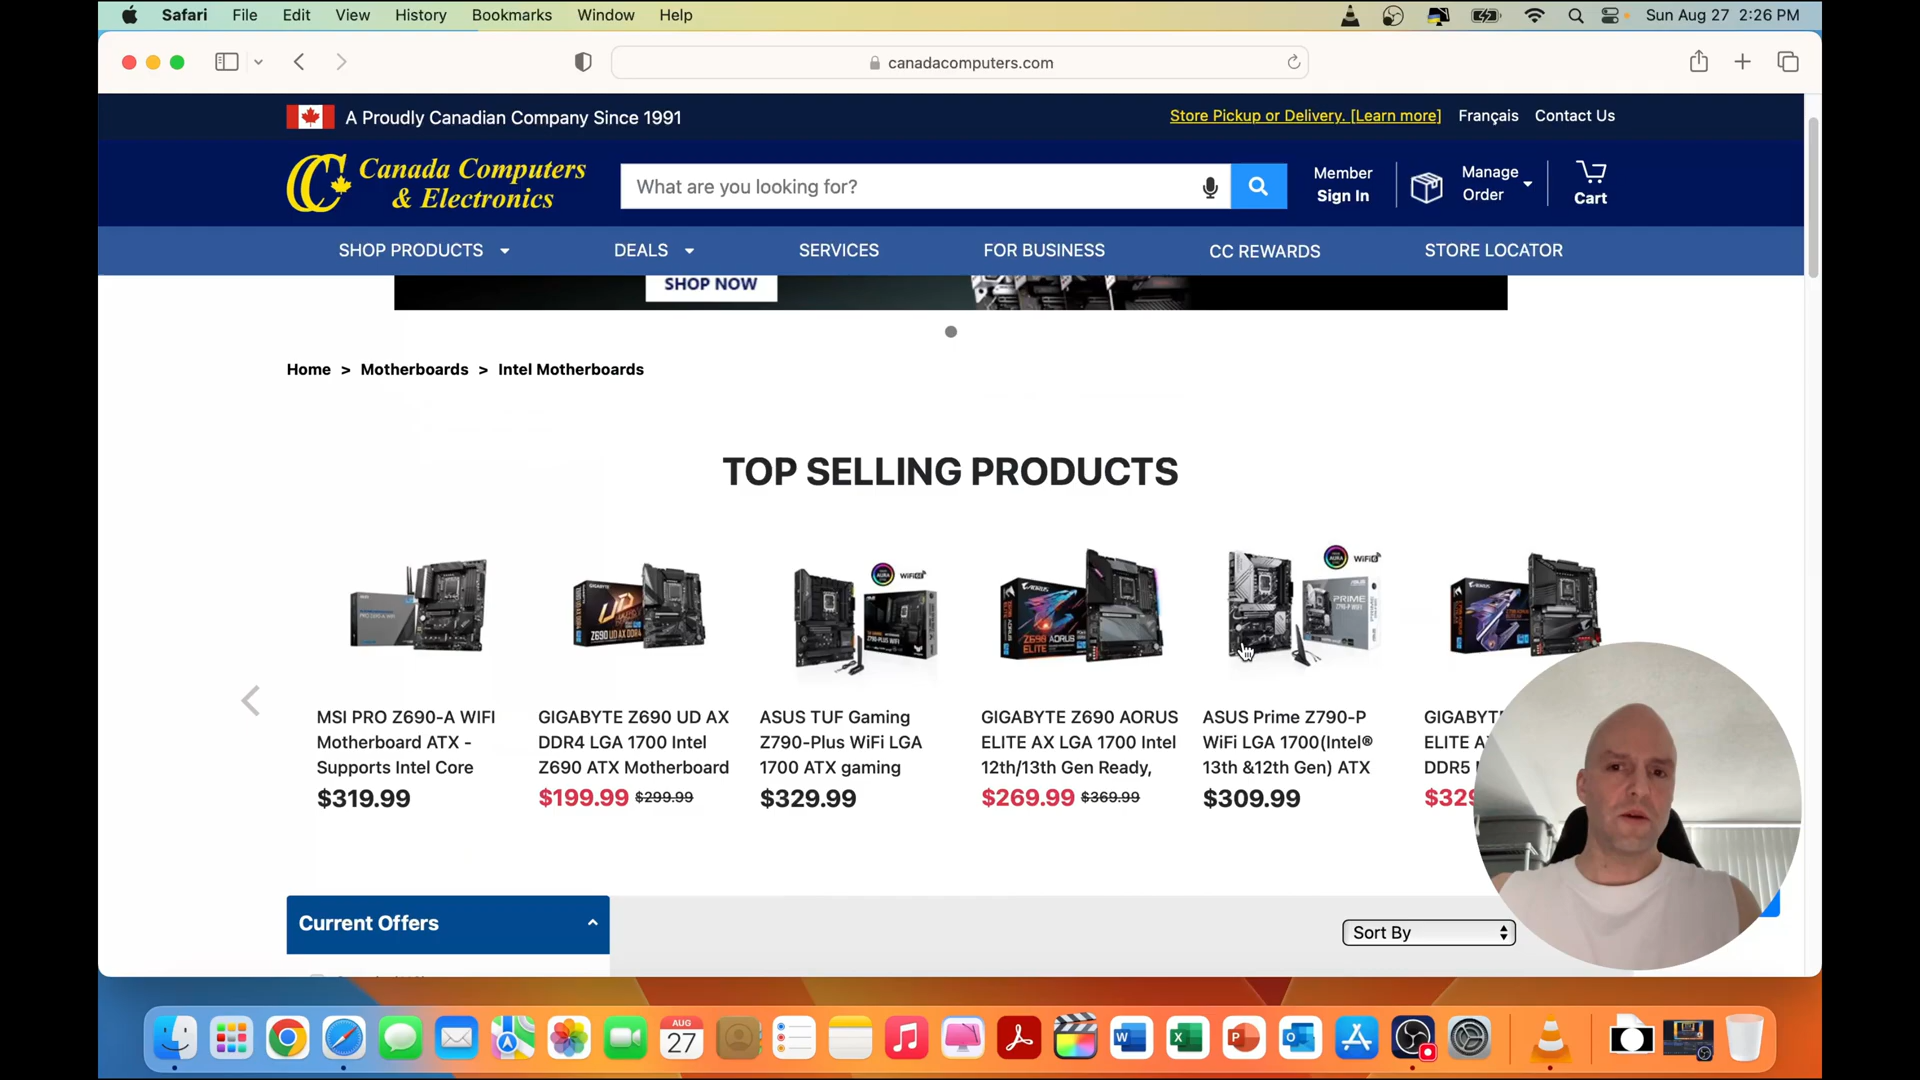 Safari File Edit View History Bookmarks Window Help Sun Aug 27 2:26 PM
canadacomputers.com
A Proudly Canadian Company Since 1991 Store Pickup or Delivery. [Learn more] Français Contact Us
Canada Computers
& Electronics
What are you looking for?
Member
Sign In
Manage
Order
Cart
SHOP PRODUCTS DEALS SERVICES FOR BUSINESS CC REWARDS STORE LOCATOR
SHOP NOW
Home > Motherboards > Intel Motherboards
TOP SELLING PRODUCTS
MSI PRO Z690-A WIFI
Motherboard ATX -
Supports Intel Core
$319.99
GIGABYTE Z690 UD AX
DDR4 LGA 1700 Intel
Z690 ATX Motherboard
$199.99 $299.99
ASUS TUF Gaming
Z790-Plus WiFi LGA
1700 ATX gaming
$329.99
GIGABYTE Z690 AORUS
ELITE AX LGA 1700 Intel
12th/13th Gen Ready,
$269.99 $369.99
ASUS Prime Z790-P
WiFi LGA 1700(Intel®
13th &12th Gen) ATX
$309.99
GIGABYT
ELITE A
DDR5
$329
Current Offers
Sort By
AUG
27